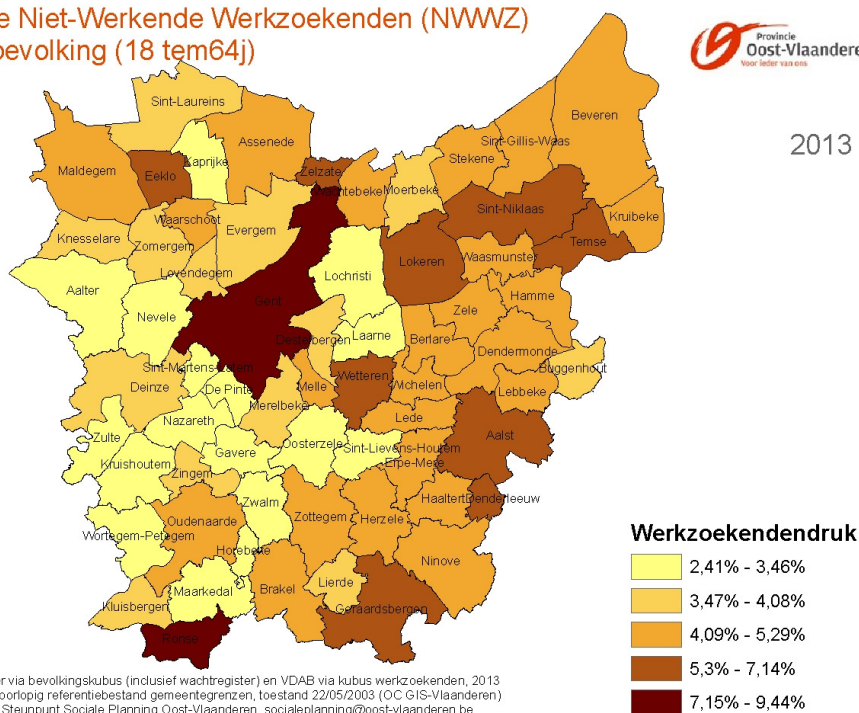 e Niet-Werkende Werkzoekenden (NWWZ)
bevolking (18 tem64j)
Provincie
Oost-Vlaandere
Voor ieder van ons
2013
Sint-Laureins
Assenede
Kaprijke
Maldegem
Eeklo
Zelzate
Wachtebeke
Moerbeke
Stekene
Sint-Gillis-Waas
Beveren
Sint-Niklaas
Kruibeke
Temse
Waarschoot
Knesselare
Zomergem
Evergem
Lovendegem
Lochristi
Lokeren
Waasmunster
Aalter
Nevele
Gent
Zele
Hamme
Destelbergen
Laarne
Berlare
Dendermonde
Buggenhout
Sint-Martens-Latem
De Pinte
Deinze
Merelbeke
Melle
Wetteren
Wichelen
Lebbeke
Nazareth
Lede
Aalst
Zulte
Kruishoutem
Gavere
Oosterzele
Sint-Lievens-Houtem
Erpe-Mere
Zingem
Zwalm
Haaltert
Denderleeuw
Oudenaarde
Zottegem
Herzele
Wortegem-Petegem
Horebeke
Ninove
Maarkedal
Brakel
Lierde
Kluisbergen
Geraardsbergen
Ronse
Werkzoekendendruk
2,41% - 3,46%
3,47% - 4,08%
4,09% - 5,29%
5,3% - 7,14%
7,15% - 9,44%
er via bevolkingskubus (inclusief wachtregister) en VDAB via kubus werkzoekenden, 2013
oorlopig referentiebestand gemeentegrenzen, toestand 22/05/2003 (OC GIS-Vlaanderen)
Steunpunt Sociale Planning Oost-Vlaanderen, socialeplanning@oost-vlaanderen.be